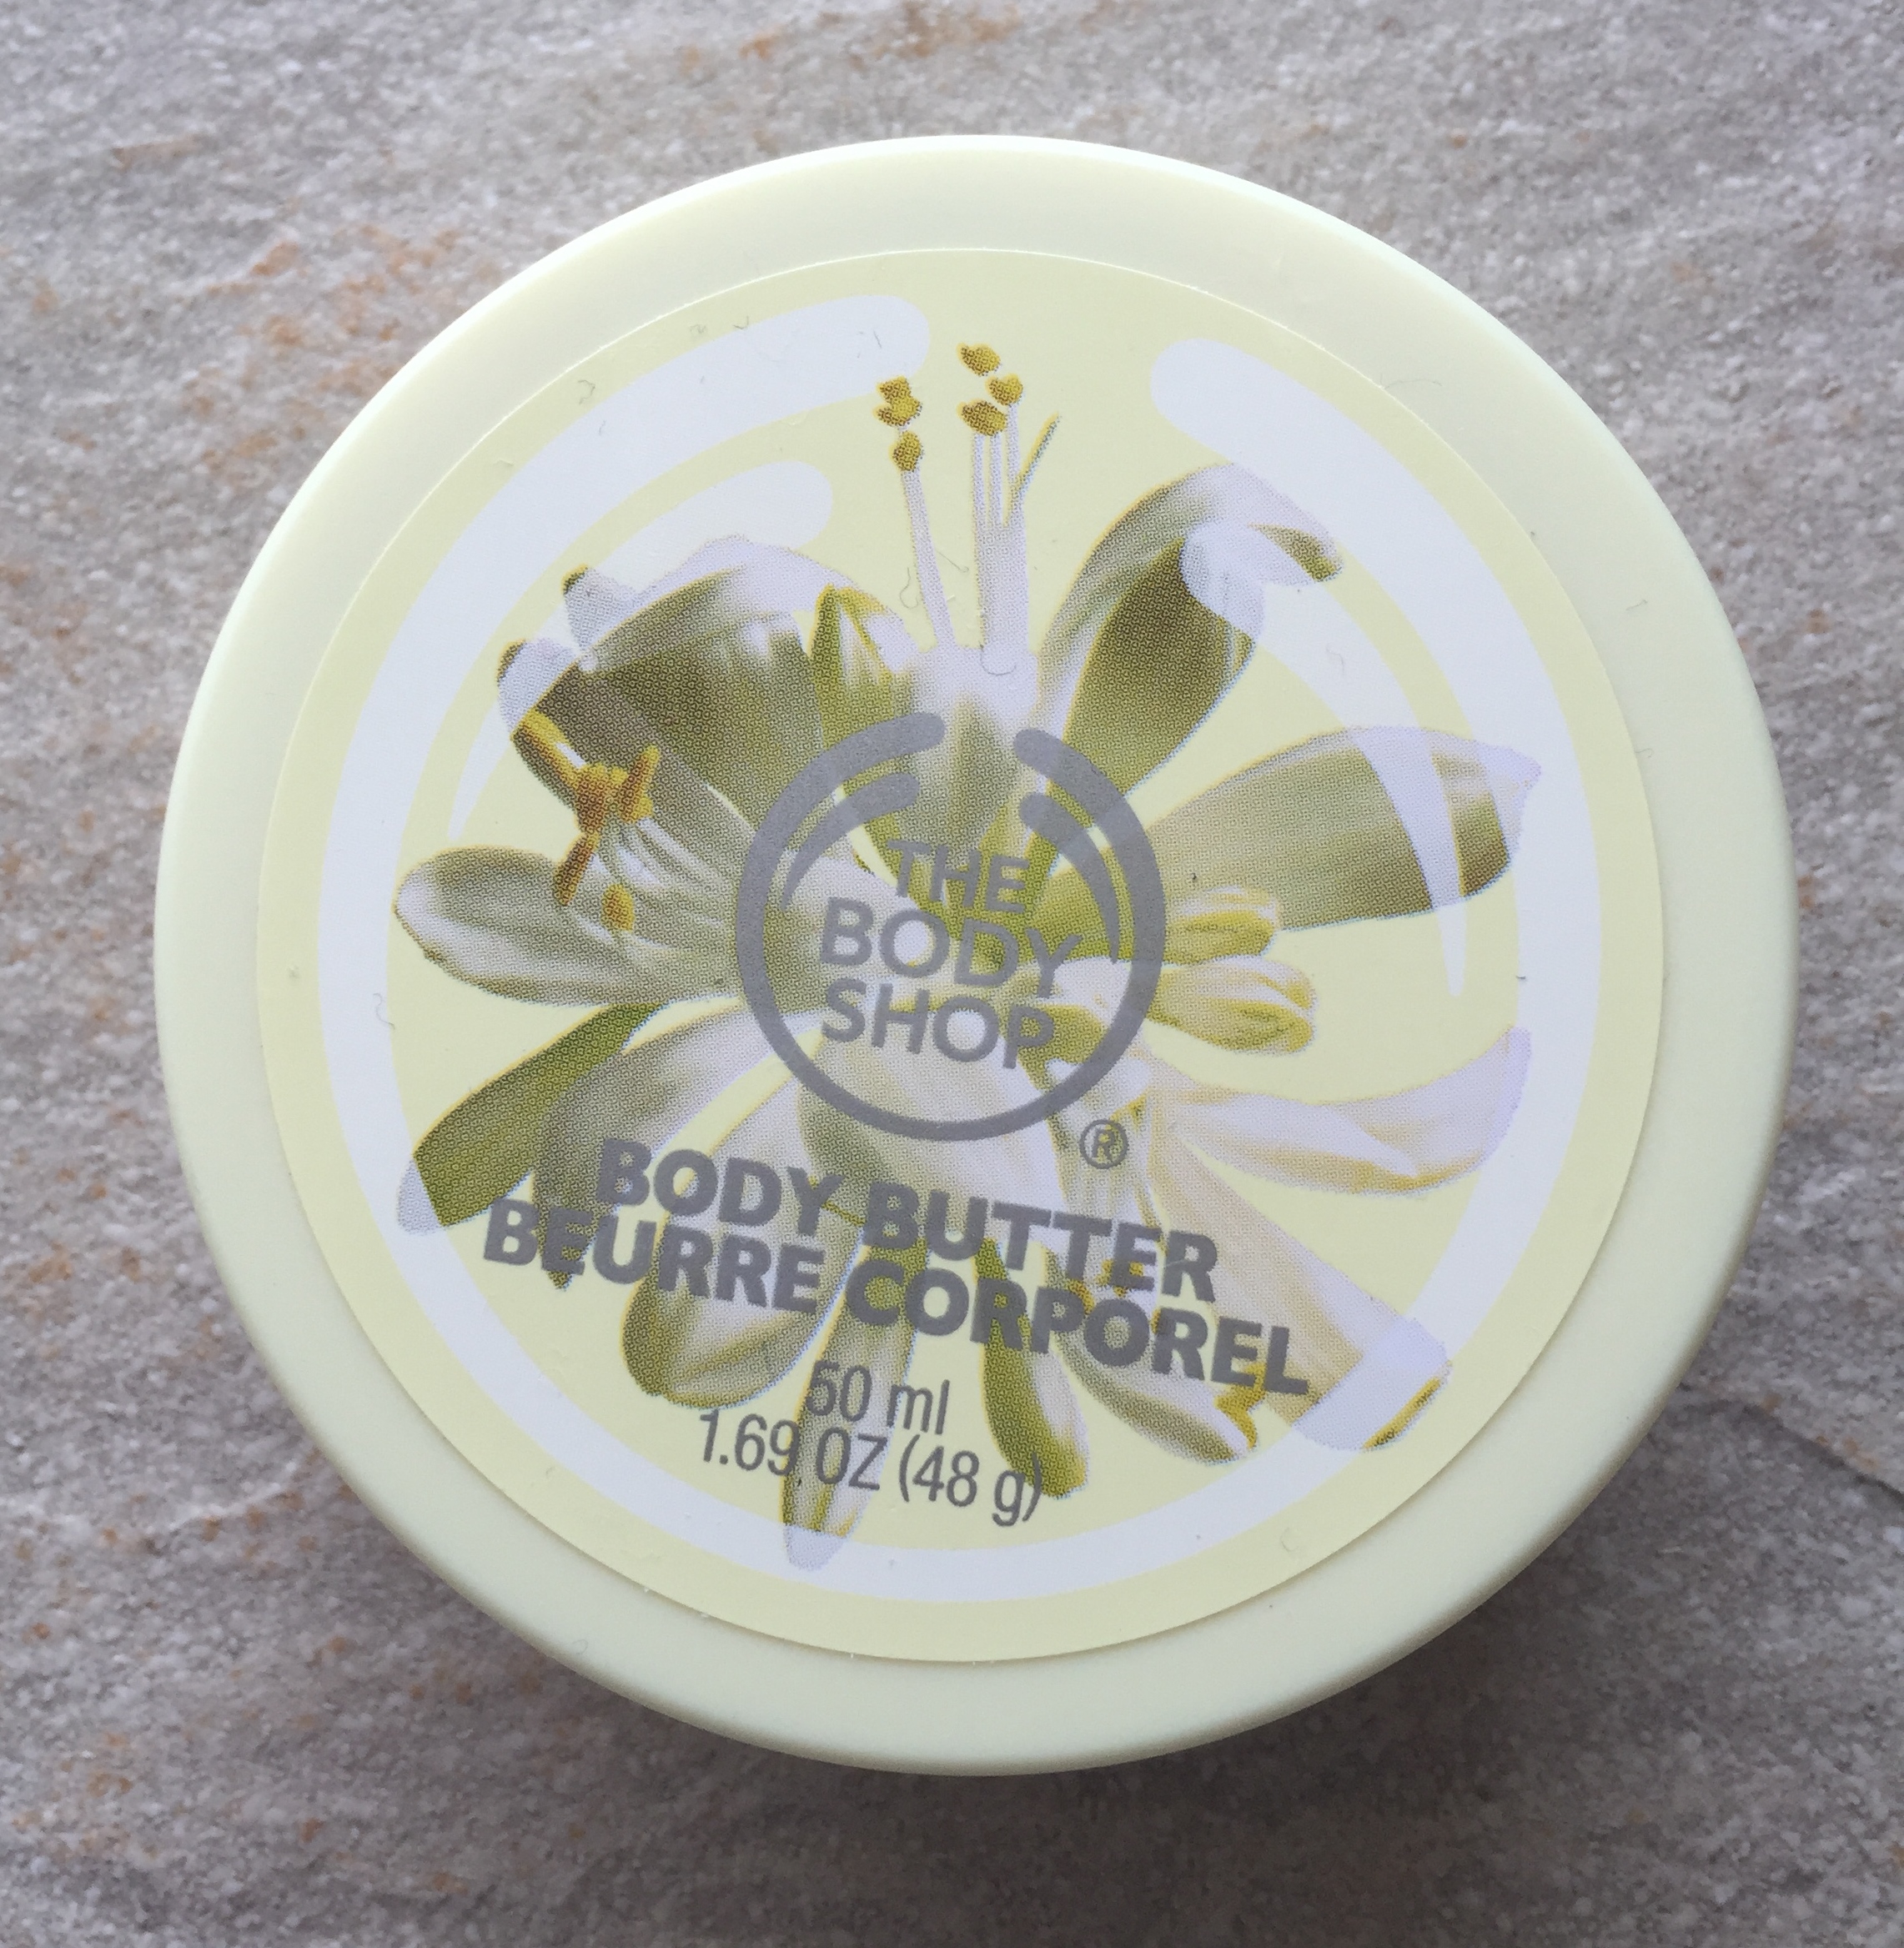 THE
BODY
SHOP
®
BODY BUTTER
BEURRE CORPOREL
50 ml
1.69 OZ (48 g)